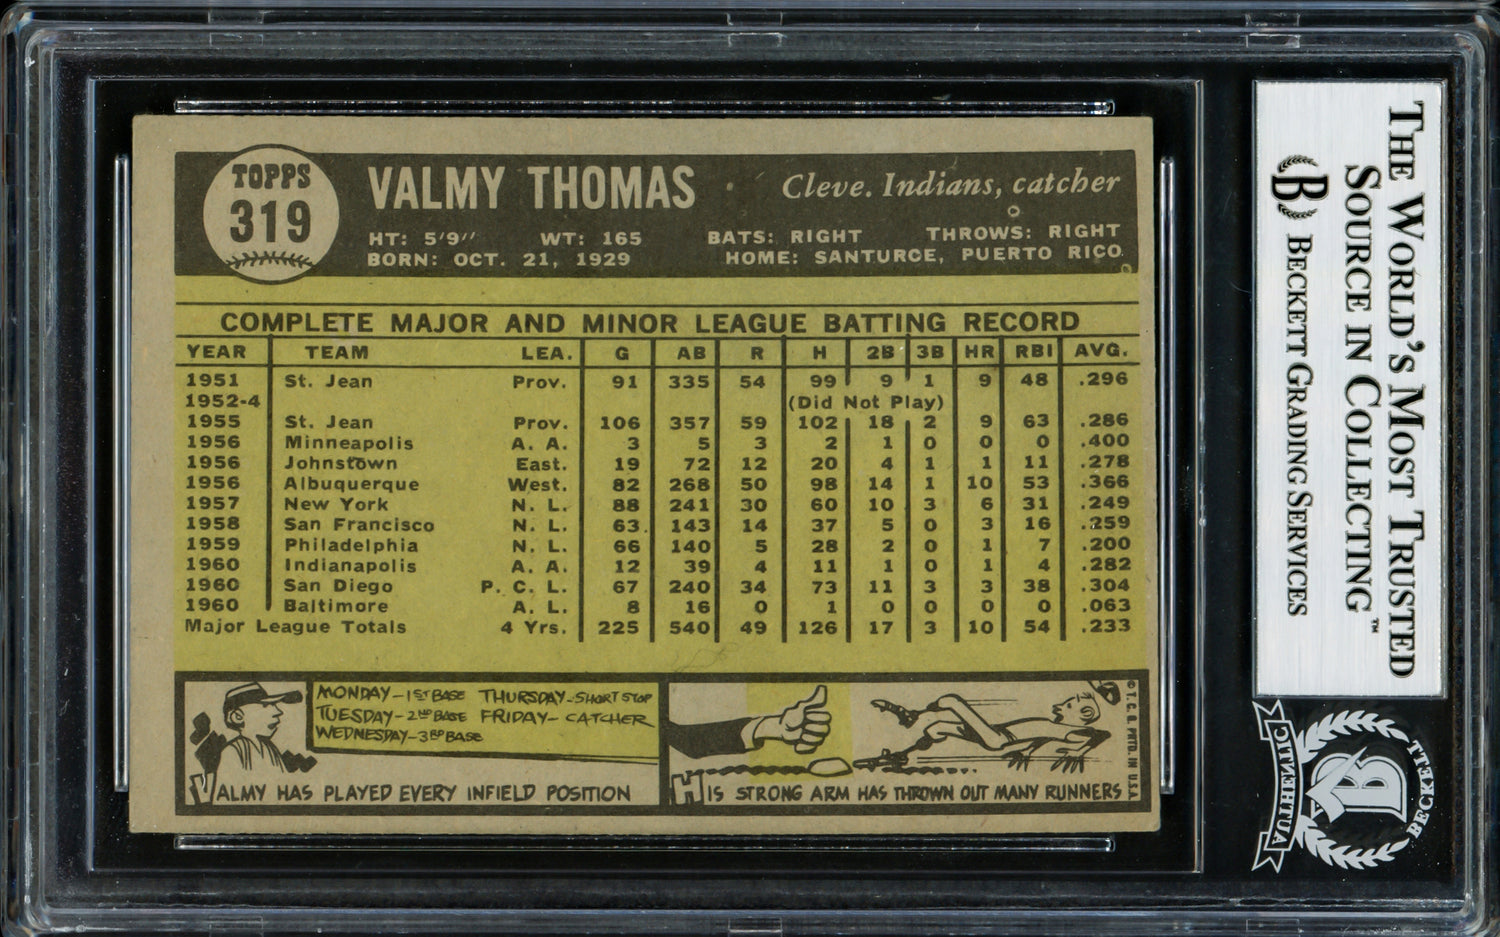 TOPPS
319
VALMY THOMAS
Cleve. Indians, catcher
HT: 5'9" WT: 165 BATS: RIGHT THROWS: RIGHT
BORN: OCT. 21, 1929 HOME: SANTURCE, PUERTO RICO
COMPLETE MAJOR AND MINOR LEAGUE BATTING RECORD
YEAR TEAM LEA. G AB R H 2B 3B HR RBI AVG.
1951 St. Jean Prov. 91 335 54 99 9 1 9 48 .296
1952-4 (Did Not Play)
1955 St. Jean Prov. 106 357 59 102 18 2 9 63 .286
1956 Minneapolis A. A. 3 5 3 2 1 0 0 0 .400
1956 Johnstown East. 19 72 12 20 4 1 1 11 .278
1956 Albuquerque West. 82 268 50 98 14 1 10 53 .366
1957 New York N. L. 88 241 30 60 10 3 6 31 .249
1958 San Francisco N. L. 63 143 14 37 5 0 3 16 .259
1959 Philadelphia N. L. 66 140 5 28 2 0 1 7 .200
1960 Indianapolis A. A. 12 39 4 11 1 0 1 4 .282
1960 San Diego P. C. L. 67 240 34 73 11 3 3 38 .304
1960 Baltimore A. L. 8 16 0 1 0 0 0 0 .063
Major League Totals 4 Yrs. 225 540 49 126 17 3 10 54 .233
MONDAY-1ST BASE THURSDAY-SHORT STOP
TUESDAY-2ND BASE FRIDAY-CATCHER
WEDNESDAY-3RD BASE
VALMY HAS PLAYED EVERY INFIELD POSITION
HIS STRONG ARM HAS THROWN OUT MANY RUNNERS
© T. C. G. PRTD. IN U.S.A.
THE WORLD'S MOST TRUSTED
SOURCE IN COLLECTING™
B BECKETT GRADING SERVICES
BECKETT
AUTHENTIC
B